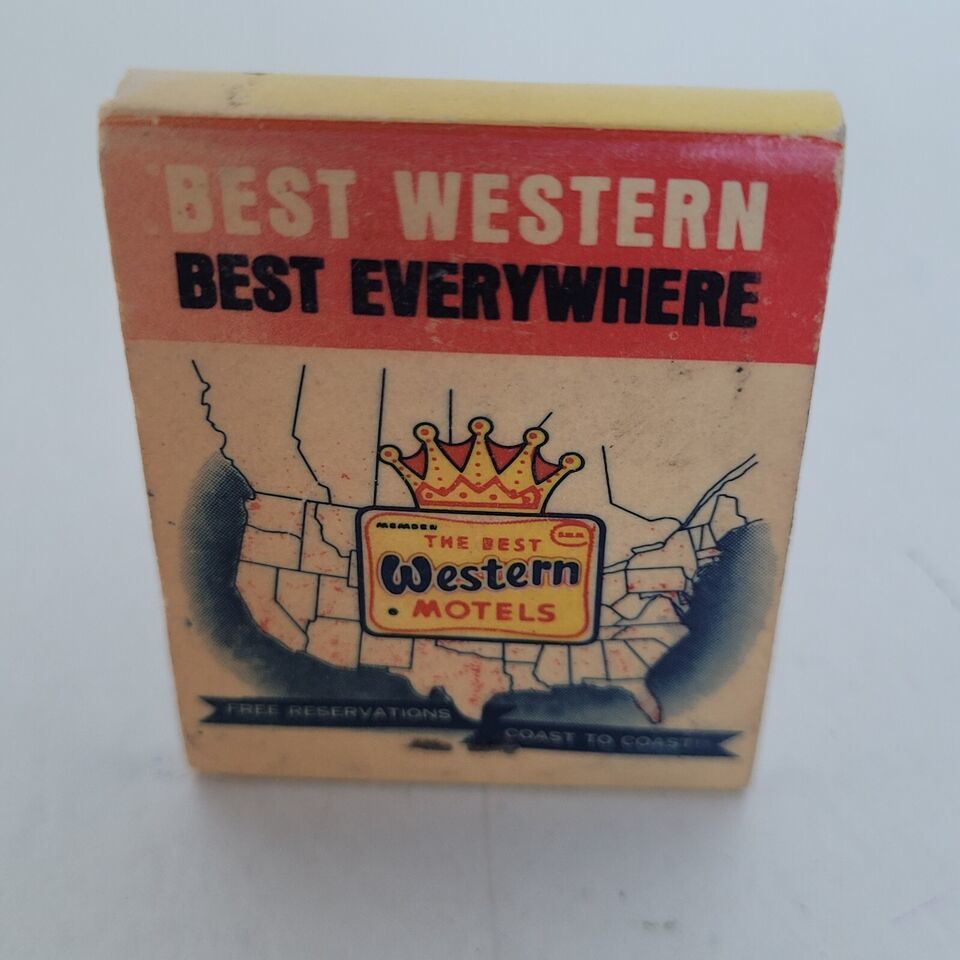 BEST WESTERN
BEST EVERYWHERE
MEMBER
THE BEST
Western
MOTELS
FREE RESERVATIONS
COAST TO COAST